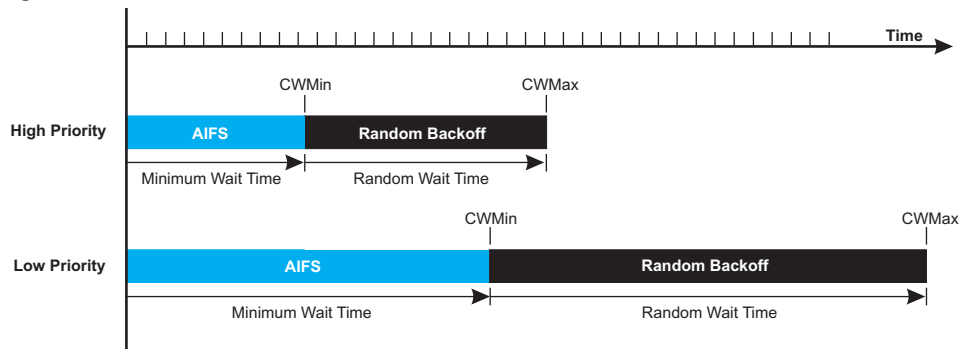 Time
CWMin CWMax
High Priority AIFS Random Backoff
Minimum Wait Time Random Wait Time
CWMin CWMax
Low Priority AIFS Random Backoff
Minimum Wait Time Random Wait Time